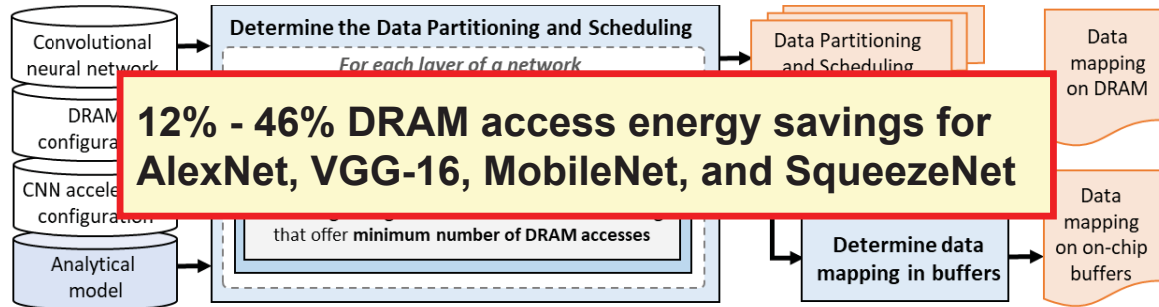 Convolutional
neural network
DRAM
configura
CNN accele
configuration
Analytical
model
Determine the Data Partitioning and Scheduling
For each layer of a network
12% - 46% DRAM access energy savings for
AlexNet, VGG-16, MobileNet, and SqueezeNet
that offer minimum number of DRAM accesses
Data Partitioning
and Scheduling
Determine data
mapping in buffers
Data
mapping
on DRAM
Data
mapping
on on-chip
buffers